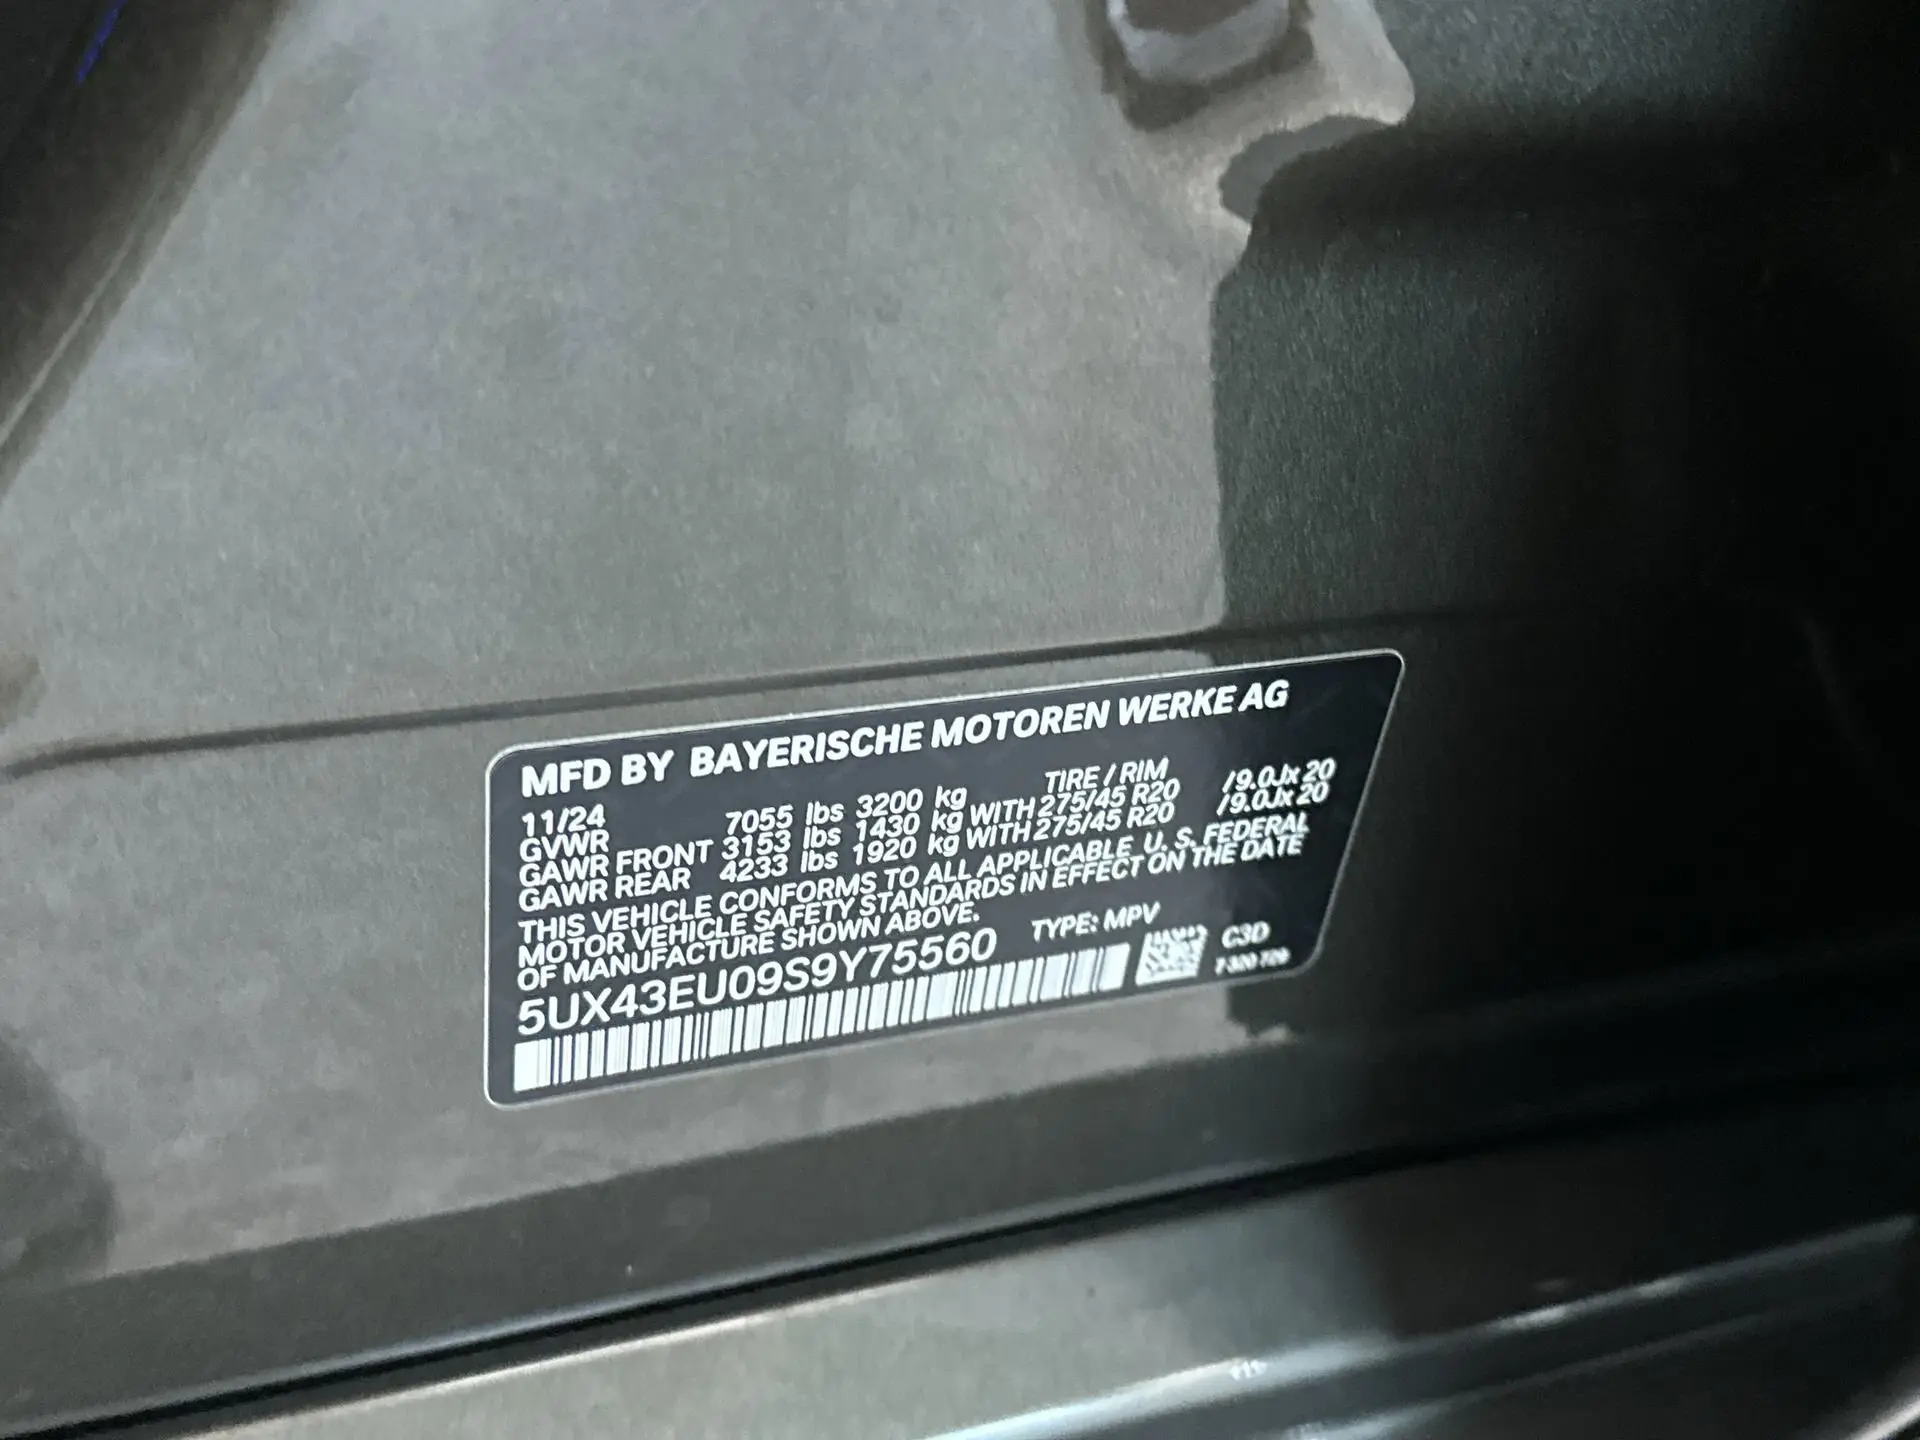 MFD BY BAYERISCHE MOTOREN WERKE AG
11/24 TIRE / RIM
GVWR 7055 lbs 3200 kg
GAWR FRONT 3153 lbs 1430 kg WITH 275/45 R20 /9.0Jx20
GAWR REAR 4233 lbs 1920 kg WITH 275/45 R20 /9.0Jx20
THIS VEHICLE CONFORMS TO ALL APPLICABLE U. S. FEDERAL
MOTOR VEHICLE SAFETY STANDARDS IN EFFECT ON THE DATE
OF MANUFACTURE SHOWN ABOVE.
5UX43EU09S9Y75560 TYPE: MPV
C3D
7 320 729